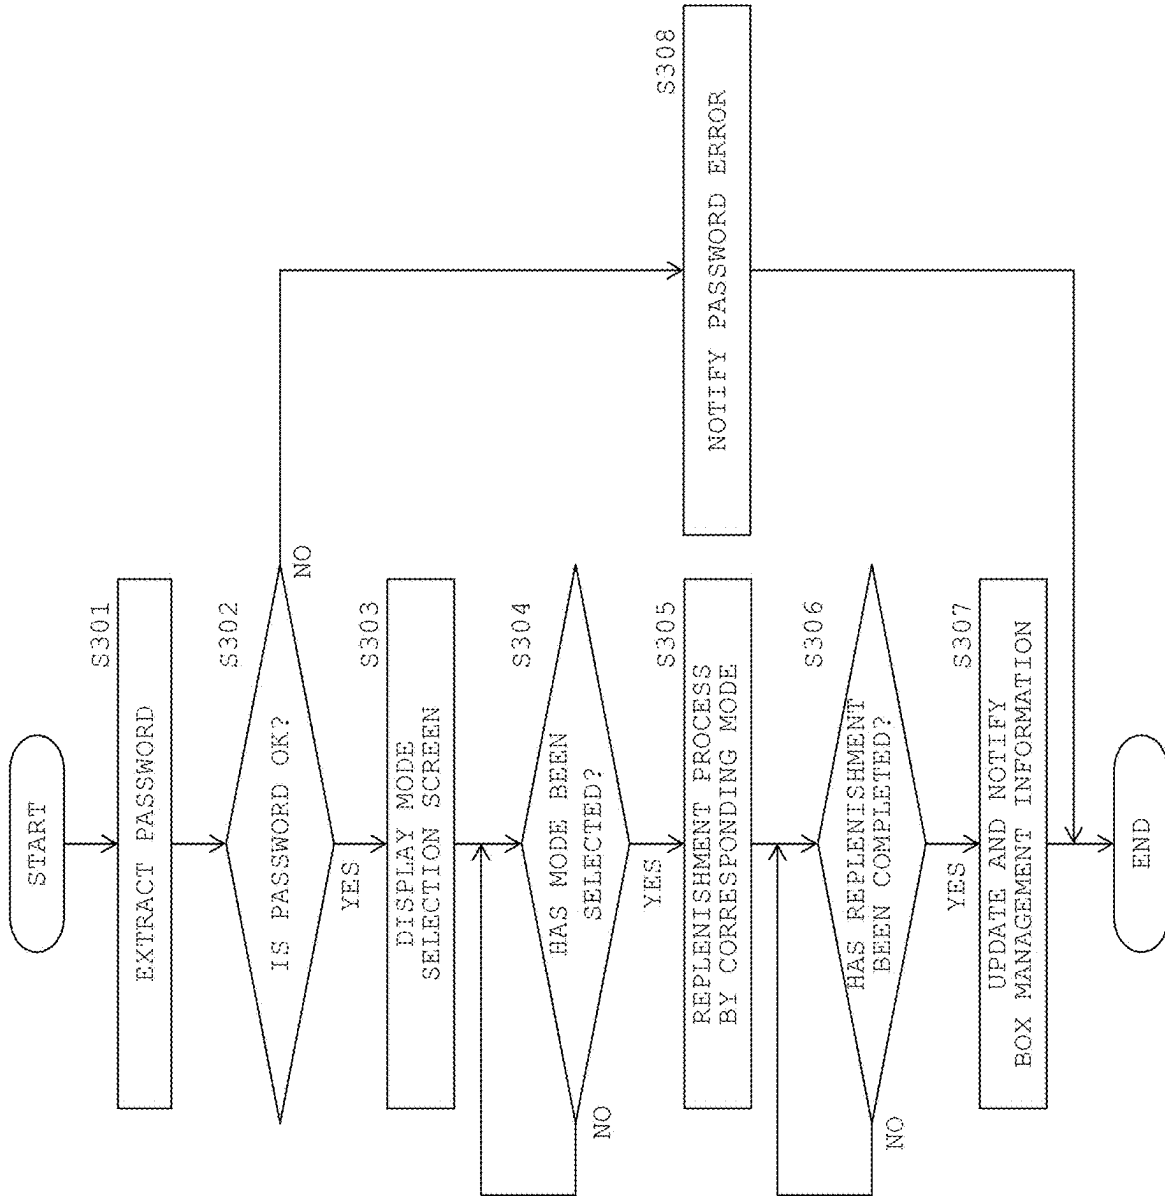 START
S301
EXTRACT PASSWORD
S302
IS PASSWORD OK?
NO
YES
S303
DISPLAY MODE
SELECTION SCREEN
S304
HAS MODE BEEN
SELECTED?
NO
YES
S305
REPLENISHMENT PROCESS
BY CORRESPONDING MODE
S306
HAS REPLENISHMENT
BEEN COMPLETED?
NO
YES
S307
UPDATE AND NOTIFY
BOX MANAGEMENT INFORMATION
S308
NOTIFY PASSWORD ERROR
END